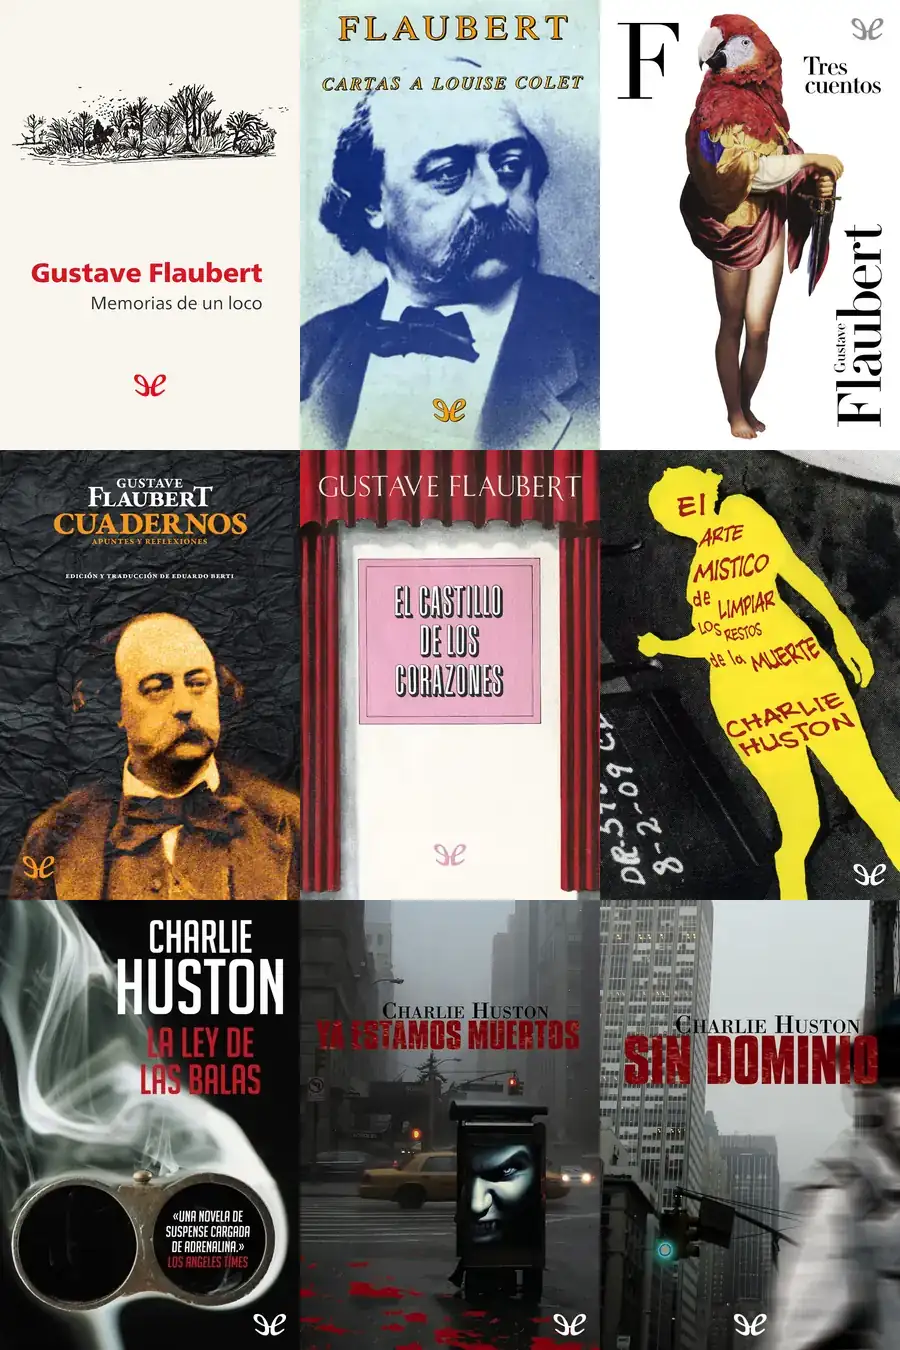 Gustave Flaubert
Memorias de un loco
FLAUBERT
CARTAS A LOUISE COLET
F
Tres
cuentos
Gustave
Flaubert
GUSTAVE
FLAUBERT
CUADERNOS
APUNTES Y REFLEXIONES
EDICIÓN Y TRADUCCIÓN DE EDUARDO BERTI
GUSTAVE FLAUBERT
EL CASTILLO
DE LOS
CORAZONES
El
ARTE
MISTICO
de LIMPIAR
LOS RESTOS
de la MUERTE
CHARLIE
HUSTON
8-2-09
CHARLIE
HUSTON
LA LEY DE
LAS BALAS
«UNA NOVELA DE
SUSPENSE CARGADA
DE ADRENALINA.»
LOS ANGELES TIMES
CHARLIE HUSTON
YA ESTAMOS MUERTOS
CHARLIE HUSTON
SIN DOMINIO